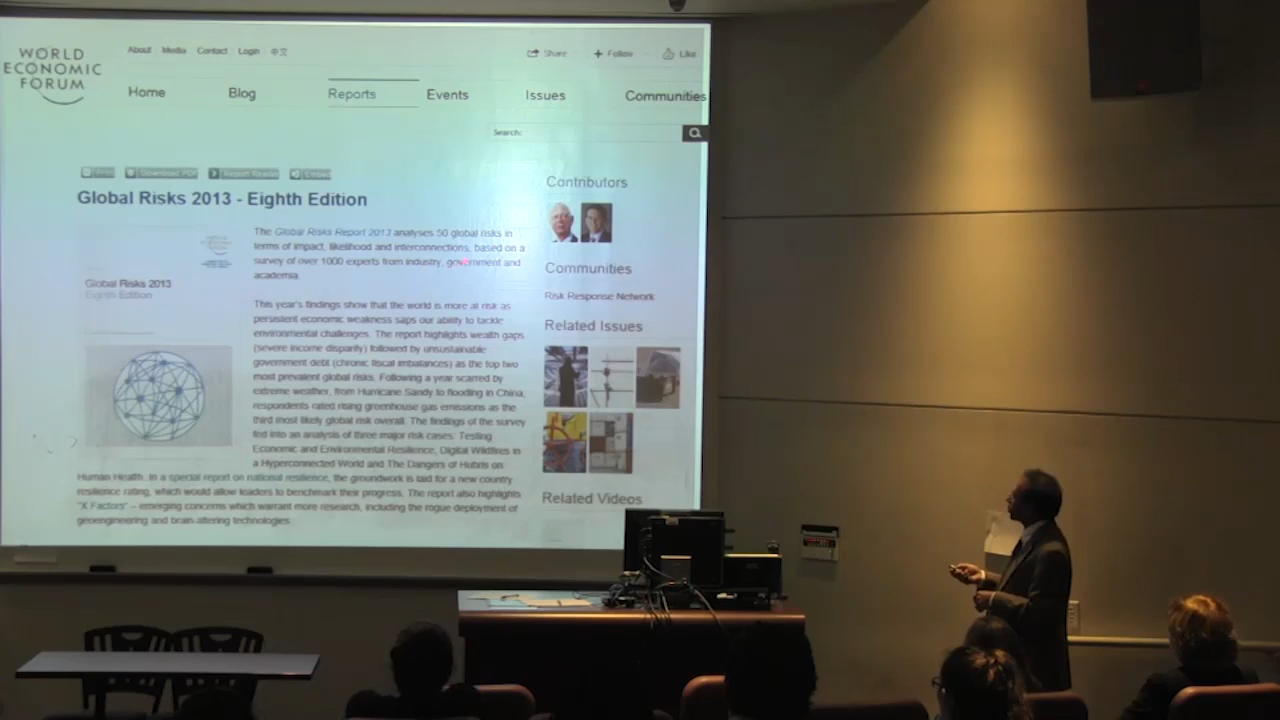 WORLD
ECONOMIC
FORUM
About Media Contact Login 中文
Share Follow Like
Home Blog Reports Events Issues Communities
Search:
Print Download PDF Report Reader Embed
Global Risks 2013 - Eighth Edition
Global Risks 2013
Eighth Edition
The Global Risks Report 2013 analyses 50 global risks in
terms of impact, likelihood and interconnections, based on a
survey of over 1000 experts from industry, government and
academia.
This year's findings show that the world is more at risk as
persistent economic weakness saps our ability to tackle
environmental challenges. The report highlights wealth gaps
(severe income disparity) followed by unsustainable
government debt (chronic fiscal imbalances) as the top two
most prevalent global risks. Following a year scarred by
extreme weather, from Hurricane Sandy to flooding in China,
respondents rated rising greenhouse gas emissions as the
third most likely global risk overall. The findings of the survey
fed into an analysis of three major risk cases: Testing
Economic and Environmental Resilience, Digital Wildfires in
a Hyperconnected World and The Dangers of Hubris on
Human Health. In a special report on national resilience, the groundwork is laid for a new country
resilience rating, which would allow leaders to benchmark their progress. The report also highlights
"X Factors" – emerging concerns which warrant more research, including the rogue deployment of
geoengineering and brain-altering technologies.
Contributors
Communities
Risk Response Network
Related Issues
Related Videos